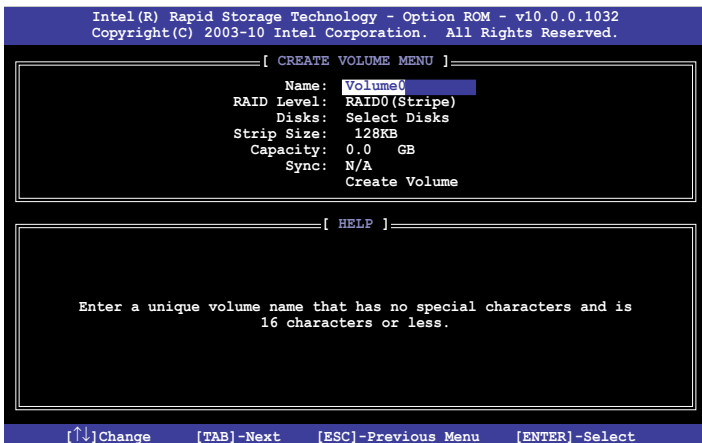 Intel(R) Rapid Storage Technology - Option ROM - v10.0.0.1032
Copyright(C) 2003-10 Intel Corporation. All Rights Reserved.
[ CREATE VOLUME MENU ]
Name: Volume0
RAID Level: RAID0(Stripe)
Disks: Select Disks
Strip Size: 128KB
Capacity: 0.0 GB
Sync: N/A
Create Volume
[ HELP ]
Enter a unique volume name that has no special characters and is
16 characters or less.
[↑↓]Change [TAB]-Next [ESC]-Previous Menu [ENTER]-Select